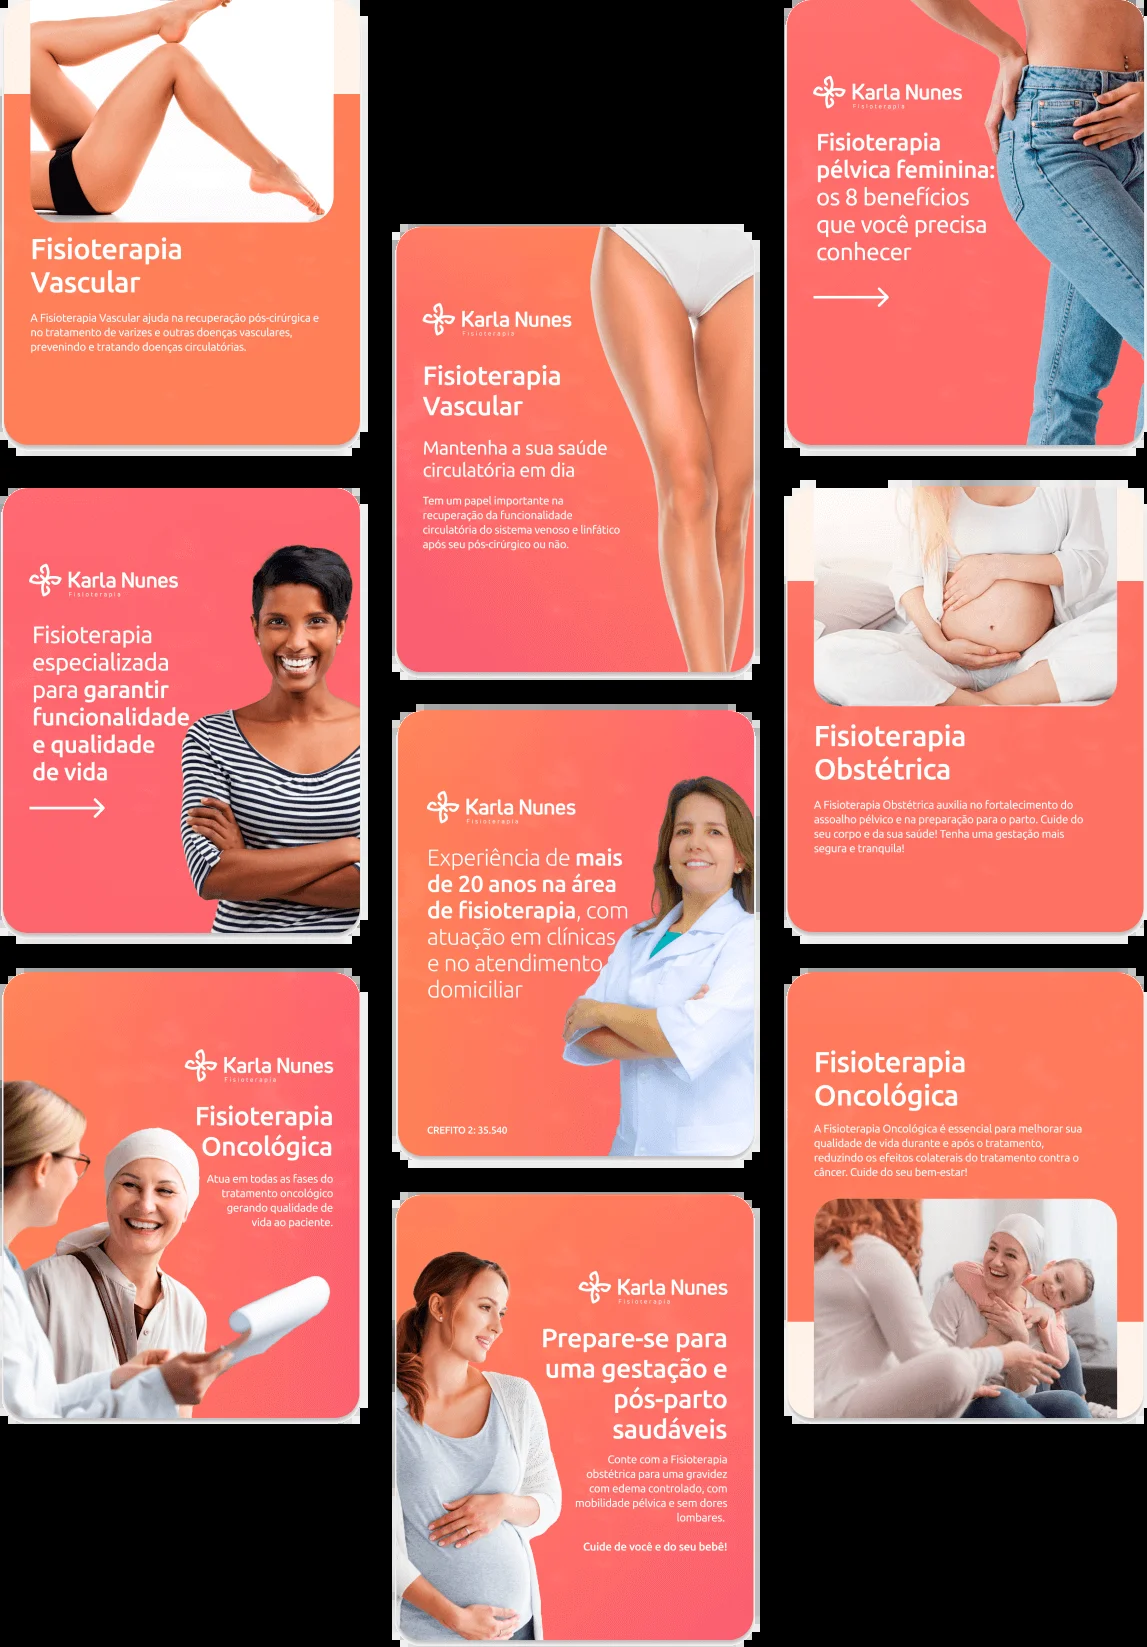 Fisioterapia
Vascular
A Fisioterapia Vascular ajuda na recuperação pós-cirúrgica e
no tratamento de varizes e outras doenças vasculares,
prevenindo e tratando doenças circulatórias.
Karla Nunes
Fisioterapia
Fisioterapia
especializada
para garantir
funcionalidade
e qualidade
de vida
Karla Nunes
Fisioterapia
Fisioterapia
Oncológica
Atua em todas as fases do
tratamento oncológico
gerando qualidade de
vida ao paciente.
Karla Nunes
Fisioterapia
Fisioterapia
Vascular
Mantenha a sua saúde
circulatória em dia
Tem um papel importante na
recuperação da funcionalidade
circulatória do sistema venoso e linfático
após seu pós-cirúrgico ou não.
Karla Nunes
Fisioterapia
Experiência de mais
de 20 anos na área
de fisioterapia, com
atuação em clínicas
e no atendimento
domiciliar
CREFITO 2: 35.540
Karla Nunes
Fisioterapia
Prepare-se para
uma gestação e
pós-parto
saudáveis
Conte com a Fisioterapia
obstétrica para uma gravidez
com edema controlado, com
mobilidade pélvica e sem dores
lombares.
Cuide de você e do seu bebê!
Karla Nunes
Fisioterapia
Fisioterapia
pélvica feminina:
os 8 benefícios
que você precisa
conhecer
Fisioterapia
Obstétrica
A Fisioterapia Obstétrica auxilia no fortalecimento do
assoalho pélvico e na preparação para o parto. Cuide do
seu corpo e da sua saúde! Tenha uma gestação mais
segura e tranquila!
Fisioterapia
Oncológica
A Fisioterapia Oncológica é essencial para melhorar sua
qualidade de vida durante e após o tratamento,
reduzindo os efeitos colaterais do tratamento contra o
câncer. Cuide do seu bem-estar!